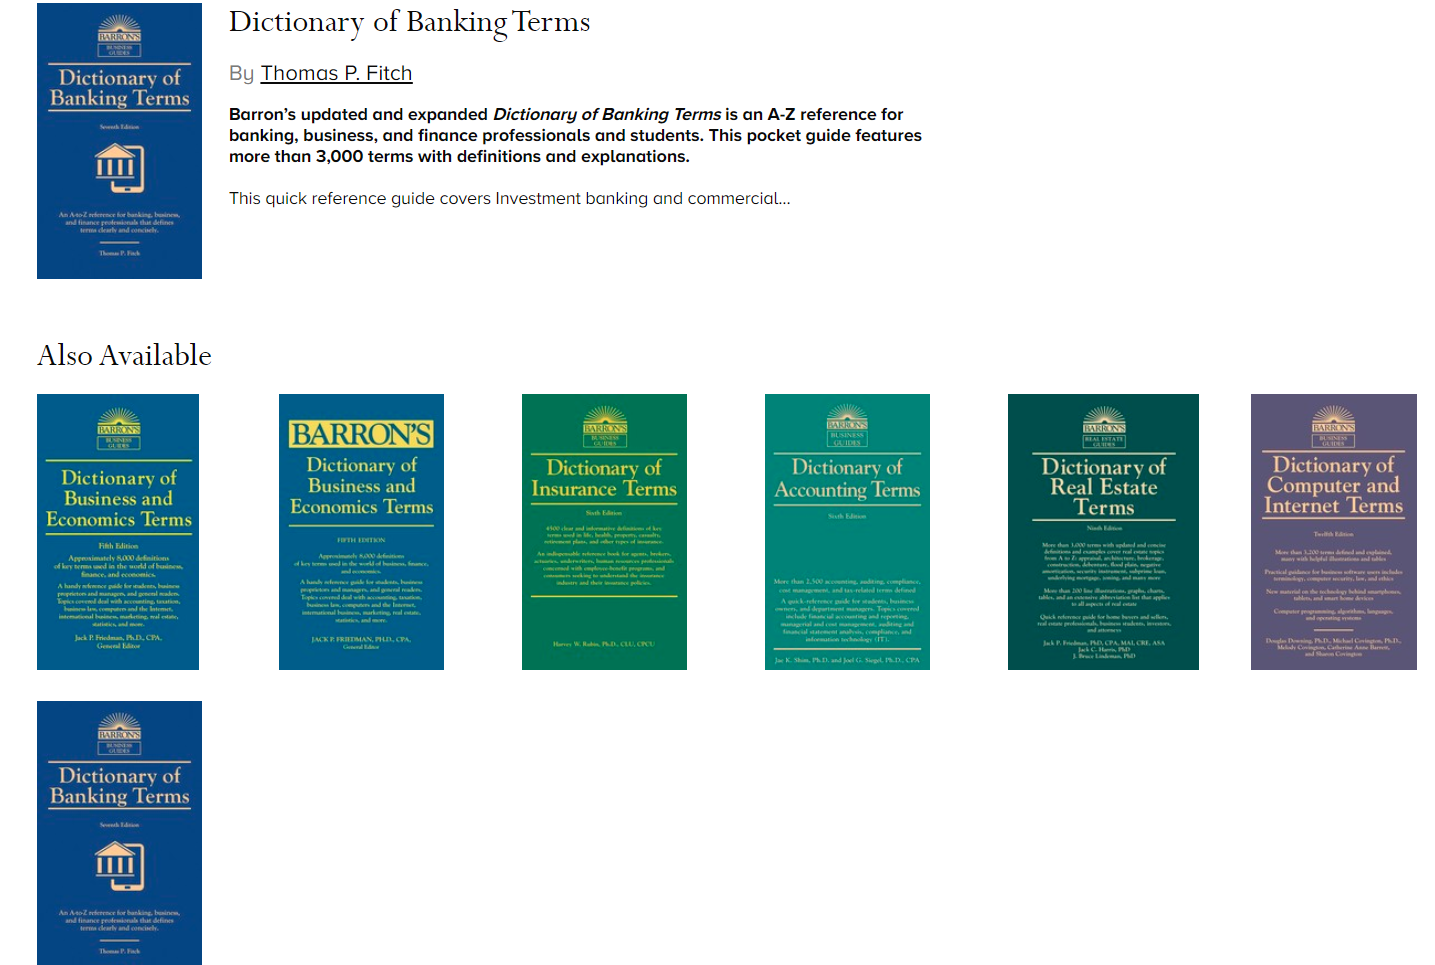 BARRON'S
BUSINESS
GUIDES
Dictionary of
Banking Terms
Seventh Edition
An A-to-Z reference for banking, business,
and finance professionals that defines
terms clearly and concisely.
Thomas P. Fitch
Dictionary of Banking Terms
By Thomas P. Fitch
Barron’s updated and expanded Dictionary of Banking Terms is an A-Z reference for
banking, business, and finance professionals and students. This pocket guide features
more than 3,000 terms with definitions and explanations.
This quick reference guide covers Investment banking and commercial...
Also Available
BARRON'S
BUSINESS
GUIDES
Dictionary of
Business and
Economics Terms
Fifth Edition
Approximately 8,000 definitions
of key terms used in the world of business,
finance, and economics.
A handy reference guide for students, business
proprietors and managers, and general readers.
Topics covered deal with accounting, taxation,
business law, computers and the Internet,
international business, marketing, real estate,
statistics, and more.
Jack P. Friedman, Ph.D., CPA,
General Editor
BARRON'S
Dictionary of
Business and
Economics Terms
FIFTH EDITION
Approximately 8,000 definitions
of key terms used in the world of business, finance,
and economics.
A handy reference guide for students, business
proprietors and managers, and general readers.
Topics covered deal with accounting, taxation,
business law, computers and the Internet,
international business, marketing, real estate,
statistics, and more.
JACK P. FRIEDMAN, PH.D., CPA,
General Editor
BARRON'S
BUSINESS
GUIDES
Dictionary of
Insurance Terms
Sixth Edition
4500 clear and informative definitions of key
terms used in life, health, property, casualty,
retirement plans, and other types of insurance.
An indispensable reference book for agents, brokers,
actuaries, underwriters, human resources professionals
concerned with employee-benefit programs, and
consumers seeking to understand the insurance
industry and their insurance policies.
Harvey W. Rubin, Ph.D., CLU, CPCU
BARRON'S
BUSINESS
GUIDES
Dictionary of
Accounting Terms
Sixth Edition
More than 2,500 accounting, auditing, compliance,
cost management, and tax-related terms defined
A quick-reference guide for students, business
owners, and department managers. Topics covered
include financial accounting and reporting,
managerial and cost management, auditing and
financial statement analysis, compliance, and
information technology (IT).
Jae K. Shim, Ph.D. and Joel G. Siegel, Ph.D., CPA
BARRON'S
REAL ESTATE
GUIDES
Dictionary of
Real Estate
Terms
Ninth Edition
More than 3,000 terms with updated and concise
definitions and examples cover real estate topics
from A to Z: appraisal, architecture, brokerage,
construction, debenture, flood plain, negative
amortization, security instrument, subprime loan,
underlying mortgage, zoning, and many more
More than 200 line illustrations, graphs, charts,
tables, and an extensive abbreviation list that applies
to all aspects of real estate
Quick reference guide for home buyers and sellers,
real estate professionals, business students, investors,
and attorneys
Jack P. Friedman, PhD, CPA, MAI, CRE, ASA
Jack C. Harris, PhD
J. Bruce Lindeman, PhD
BARRON'S
BUSINESS
GUIDES
Dictionary of
Computer and
Internet Terms
Twelfth Edition
More than 3,200 terms defined and explained,
many with helpful illustrations and tables
Practical guidance for business software users includes
terminology, computer security, law, and ethics
New material on the technology behind smartphones,
tablets, and smart home devices
Computer programming, algorithms, languages,
and operating systems
Douglas Downing, Ph.D., Michael Covington, Ph.D.,
Melody Covington, Catherine Anne Barrett,
and Sharon Covington
BARRON'S
BUSINESS
GUIDES
Dictionary of
Banking Terms
Seventh Edition
An A-to-Z reference for banking, business,
and finance professionals that defines
terms clearly and concisely.
Thomas P. Fitch